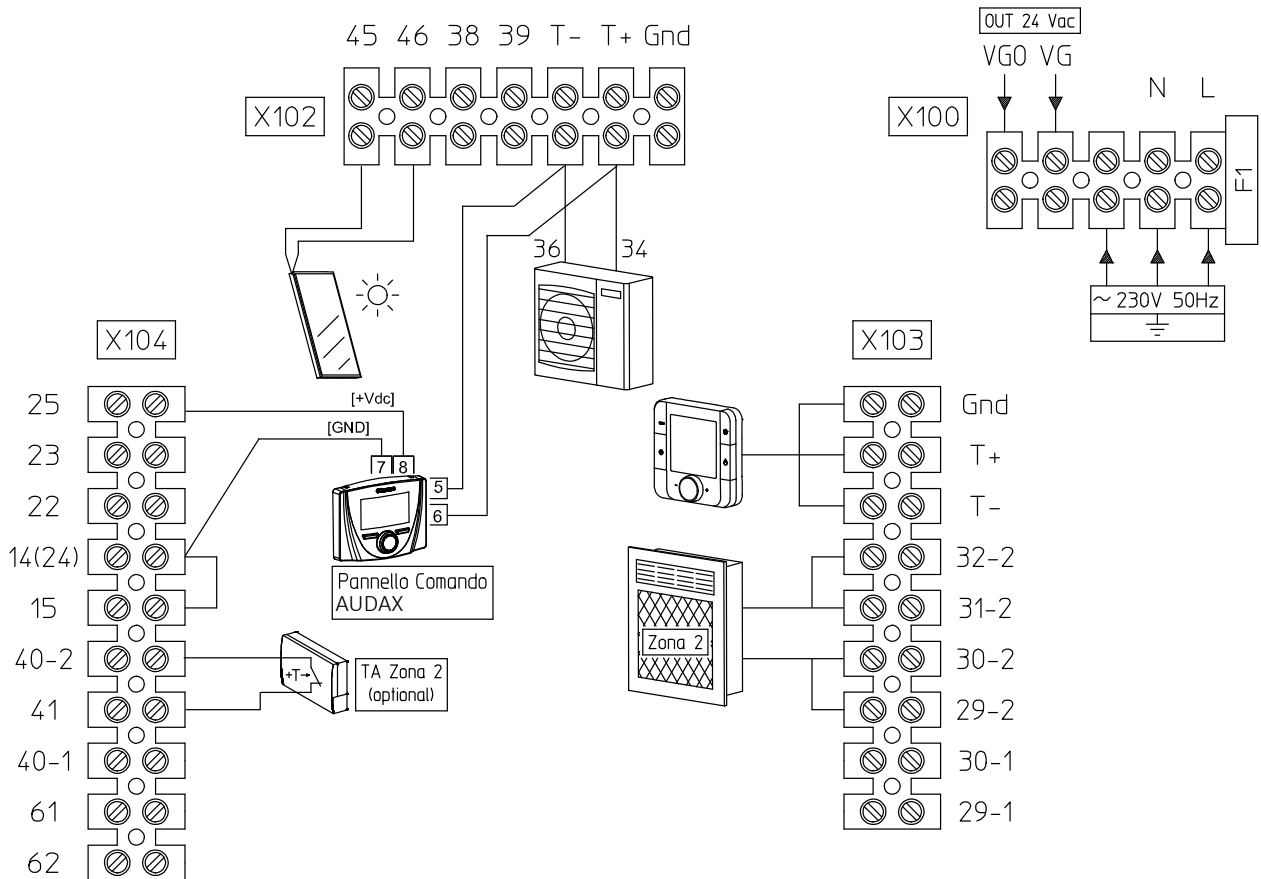 45 46 38 39 T- T+ Gnd
X102
OUT 24 Vac
VG0 VG
N L
X100
F1
~ 230V 50Hz
36 34
X104
25
23
22
14(24)
15
40-2
41
40-1
61
62
[+Vdc]
[GND]
7 8
5
6
Pannello Comando
AUDAX
+T→
TA Zona 2
(optional)
X103
Gnd
T+
T-
32-2
31-2
30-2
29-2
30-1
29-1
Zona 2